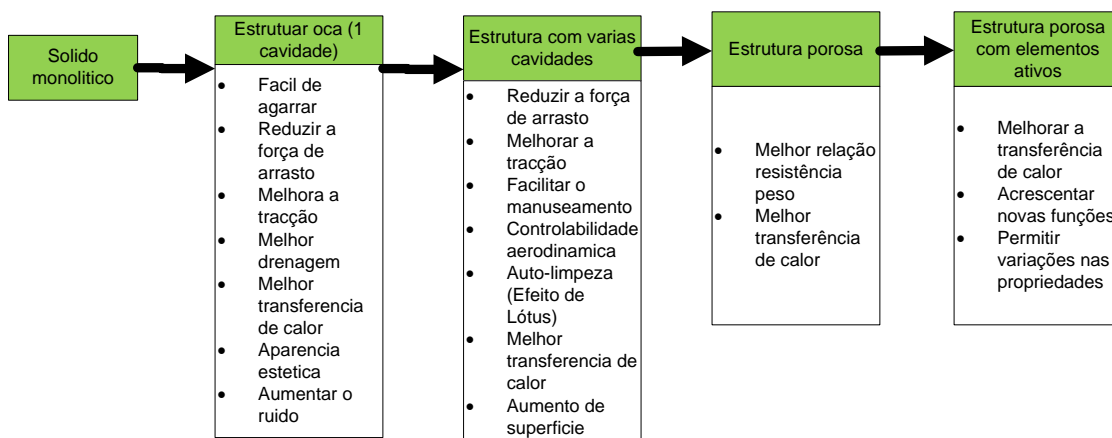 Solido
monolitico
Estrutuar oca (1
cavidade)
• Facil de
agarrar
• Reduzir a
força de
arrasto
• Melhora a
tracção
• Melhor
drenagem
• Melhor
transferencia
de calor
• Aparencia
estetica
• Aumentar o
ruido
Estrutura com varias
cavidades
• Reduzir a força
de arrasto
• Melhorar a
tracção
• Facilitar o
manuseamento
• Controlabilidade
aerodinamica
• Auto-limpeza
(Efeito de
Lótus)
• Melhor
transferencia de
calor
• Aumento de
superficie
Estrutura porosa
• Melhor relação
resistência
peso
• Melhor
transferência
de calor
Estrutura porosa
com elementos
ativos
• Melhorar a
transferência
de calor
• Acrescentar
novas funções
• Permitir
variações nas
propriedades